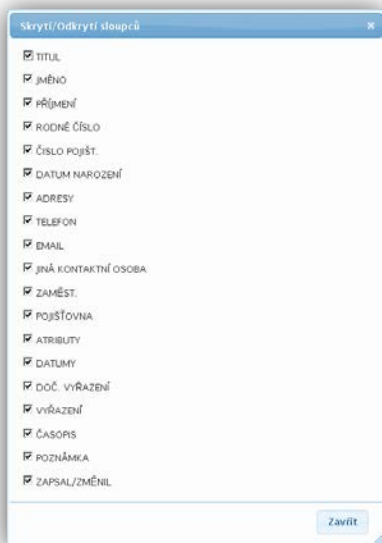 Skrytí/Odkrytí sloupců
TITUL
JMĚNO
PŘÍJMENÍ
RODNÉ ČÍSLO
ČÍSLO POJIŠT.
DATUM NAROZENÍ
ADRESY
TELEFON
EMAIL
JINÁ KONTAKTNÍ OSOBA
ZAMĚST.
POJIŠŤOVNA
ATRIBUTY
DATUMY
DOČ. VYŘAZENÍ
VYŘAZENÍ
ČASOPIS
POZNÁMKA
ZAPSAL/ZMĚNIL
Zavřít